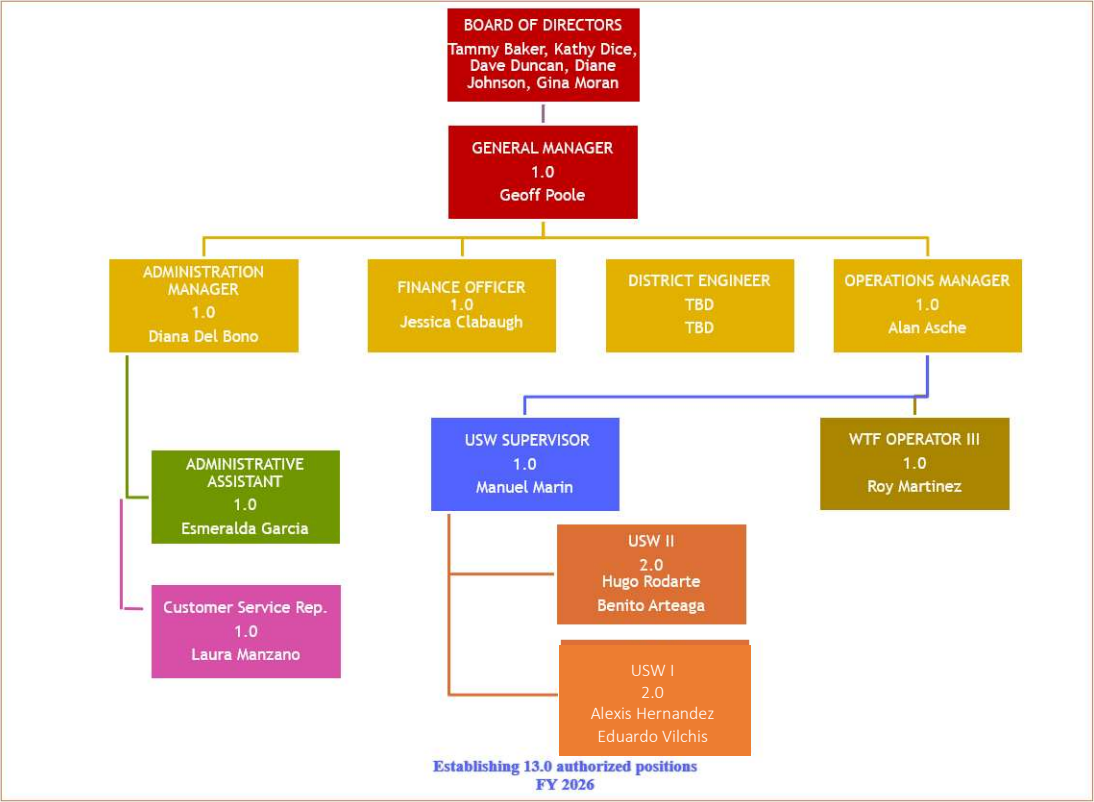 BOARD OF DIRECTORS
Tammy Baker, Kathy Dice,
Dave Duncan, Diane
Johnson, Gina Moran
GENERAL MANAGER
1.0
Geoff Poole
ADMINISTRATION
MANAGER
1.0
Diana Del Bono
FINANCE OFFICER
1.0
Jessica Clabaugh
DISTRICT ENGINEER
TBD
TBD
OPERATIONS MANAGER
1.0
Alan Asche
USW SUPERVISOR
1.0
Manuel Marin
WTF OPERATOR III
1.0
Roy Martinez
ADMINISTRATIVE
ASSISTANT
1.0
Esmeralda Garcia
USW II
2.0
Hugo Rodarte
Benito Arteaga
Customer Service Rep.
1.0
Laura Manzano
USW I
2.0
Alexis Hernandez
Eduardo Vilchis
Establishing 13.0 authorized positions
FY 2026